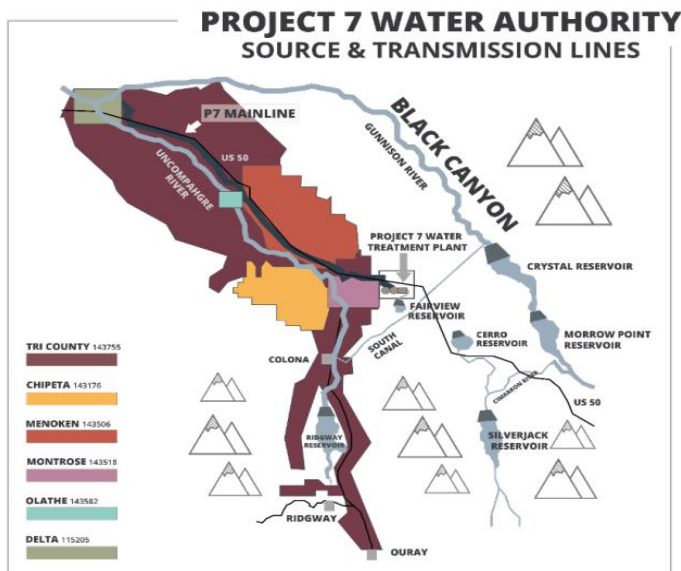 PROJECT 7 WATER AUTHORITY
SOURCE & TRANSMISSION LINES
P7 MAINLINE
BLACK CANYON
GUNNISON RIVER
US 50
UNCOMPAHGRE
RIVER
PROJECT 7 WATER
TREATMENT PLANT
CRYSTAL RESERVOIR
FAIRVIEW
RESERVOIR
CERRO
RESERVOIR
MORROW POINT
RESERVOIR
SOUTH CANAL
COLONA
CIMARRON RIVER
US 50
TRI COUNTY 143755
CHIPETA 143176
MENOKEN 143506
MONTROSE 143518
OLATHE 143582
DELTA 115205
RIDGWAY
RESERVOIR
SILVERJACK
RESERVOIR
RIDGWAY
OURAY